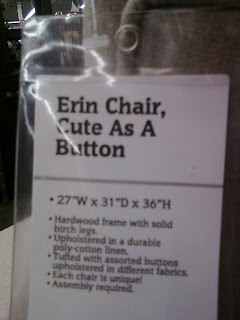 Erin Chair,
Cute As A
Button
• 27"W x 31"D x 36"H
• Hardwood frame with solid
birch legs.
• Upholstered in a durable
poly-cotton linen.
• Tufted with assorted buttons
upholstered in different fabrics.
• Each chair is unique!
• Assembly required.